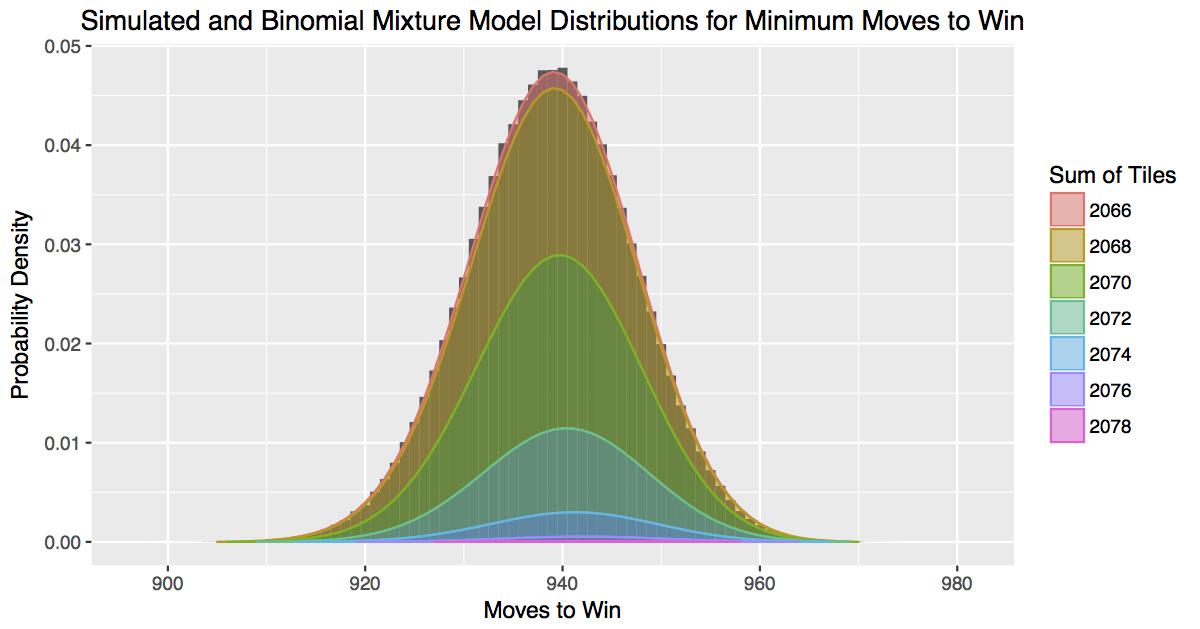 Simulated and Binomial Mixture Model Distributions for Minimum Moves to Win
0.05
0.04
0.03
0.02
0.01
0.00
Probability Density
900 920 940 960 980
Moves to Win
Sum of Tiles
2066
2068
2070
2072
2074
2076
2078